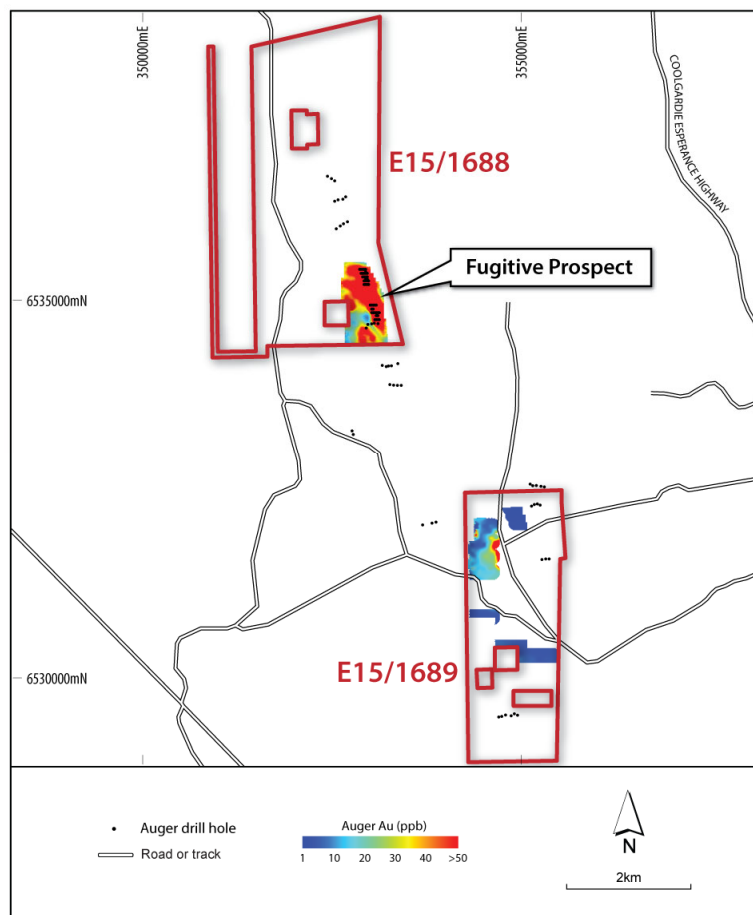 350000mE
355000mE
COOLGARDIE ESPERANCE HIGHWAY
E15/1688
Fugitive Prospect
6535000mN
E15/1689
6530000mN
Auger drill hole
Road or track
Auger Au (ppb)
1 10 20 30 40 >50
N
2km